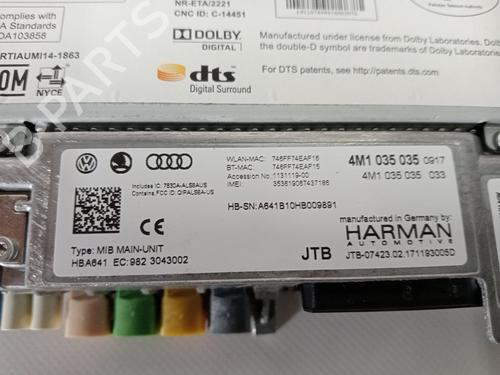 NR-ETA/2221
CNC ID: C-14451
complies with
A Standards
DA103858
RTIAUMI14-1863
NYCE
DOLBY
DIGITAL
dts
Digital Surround
Manufactured under license from Dolby Laboratories. Dolby and
the double-D symbol are trademarks of Dolby Laboratories.
For DTS patents, see http://patents.dts.com.
B-PARTS
WLAN-MAC: 746FF74EAF15
BT-MAC: 746FF74EAF16
Accession No.: 1131119-00
IMEI: 353619067437186
4M1 035 035 0917
4M1 035 035 033
Includes IC: 7830A-ALS6AUS
Contains FCC ID: QIPALS6A-US
HB-SN:A641B10HB009891
manufactured in Germany by:
HARMAN
AUTOMOTIVE
Type: MIB MAIN-UNIT
HBA641 EC:982 3043002
JTB
JTB-07423.02.171193005D